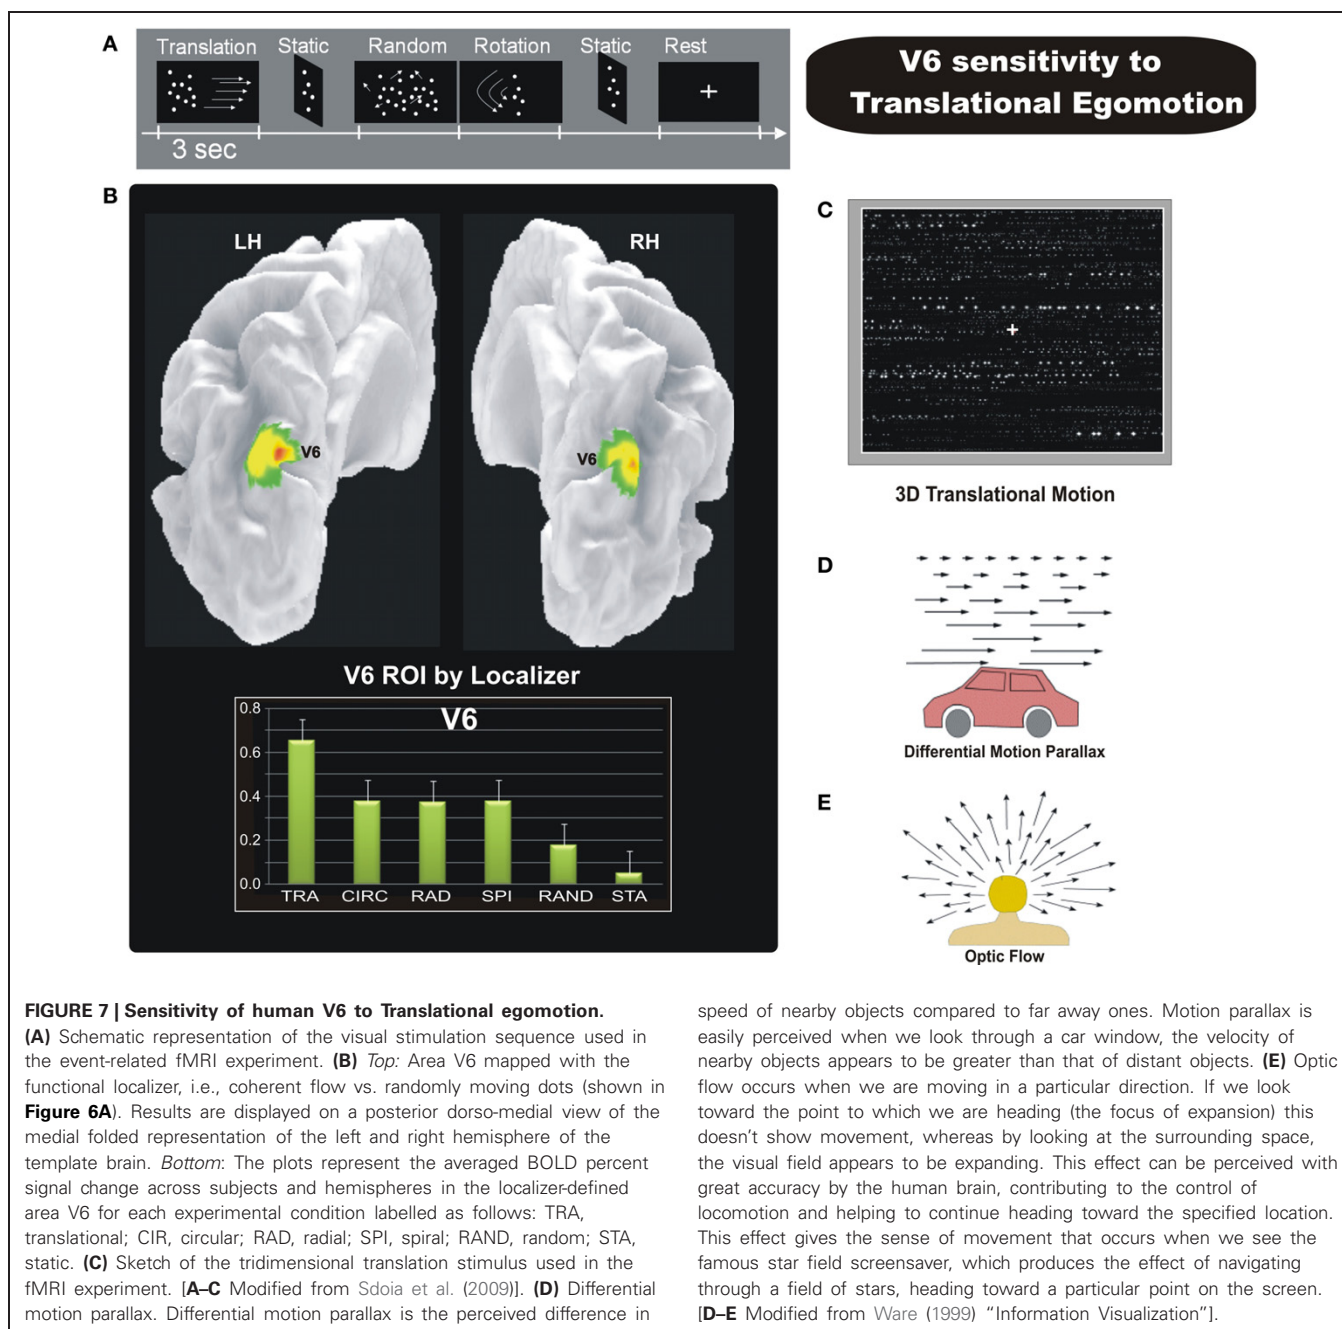 A
Translation
Static
Random
Rotation
Static
Rest
3 sec
V6 sensitivity to
Translational Egomotion
B
LH
RH
V6
V6
V6 ROI by Localizer
V6
0.8
0.6
0.4
0.2
0.0
TRA CIRC RAD SPI RAND STA
C
3D Translational Motion
D
Differential Motion Parallax
E
Optic Flow
FIGURE 7 | Sensitivity of human V6 to Translational egomotion.
(A) Schematic representation of the visual stimulation sequence used in
the event-related fMRI experiment. (B) Top: Area V6 mapped with the
functional localizer, i.e., coherent flow vs. randomly moving dots (shown in
Figure 6A). Results are displayed on a posterior dorso-medial view of the
medial folded representation of the left and right hemisphere of the
template brain. Bottom: The plots represent the averaged BOLD percent
signal change across subjects and hemispheres in the localizer-defined
area V6 for each experimental condition labelled as follows: TRA,
translational; CIR, circular; RAD, radial; SPI, spiral; RAND, random; STA,
static. (C) Sketch of the tridimensional translation stimulus used in the
fMRI experiment. [A–C Modified from Sdoia et al. (2009)]. (D) Differential
motion parallax. Differential motion parallax is the perceived difference in
speed of nearby objects compared to far away ones. Motion parallax is
easily perceived when we look through a car window, the velocity of
nearby objects appears to be greater than that of distant objects. (E) Optic
flow occurs when we are moving in a particular direction. If we look
toward the point to which we are heading (the focus of expansion) this
doesn't show movement, whereas by looking at the surrounding space,
the visual field appears to be expanding. This effect can be perceived with
great accuracy by the human brain, contributing to the control of
locomotion and helping to continue heading toward the specified location.
This effect gives the sense of movement that occurs when we see the
famous star field screensaver, which produces the effect of navigating
through a field of stars, heading toward a particular point on the screen.
[D–E Modified from Ware (1999) "Information Visualization"].